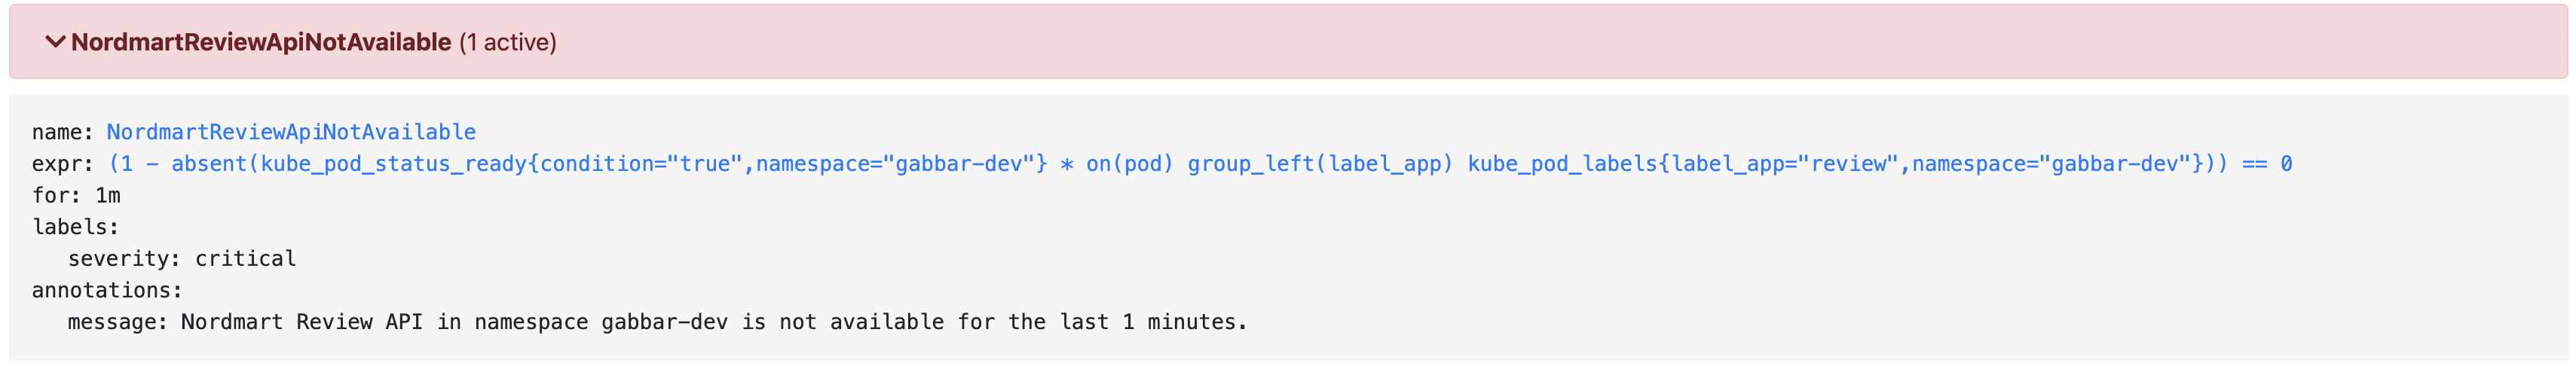 NordmartReviewApiNotAvailable (1 active)
name: NordmartReviewApiNotAvailable
expr: (1 - absent(kube_pod_status_ready{condition="true",namespace="gabbar-dev"} * on(pod) group_left(label_app) kube_pod_labels{label_app="review",namespace="gabbar-dev"})) == 0
for: 1m
labels:
severity: critical
annotations:
message: Nordmart Review API in namespace gabbar-dev is not available for the last 1 minutes.